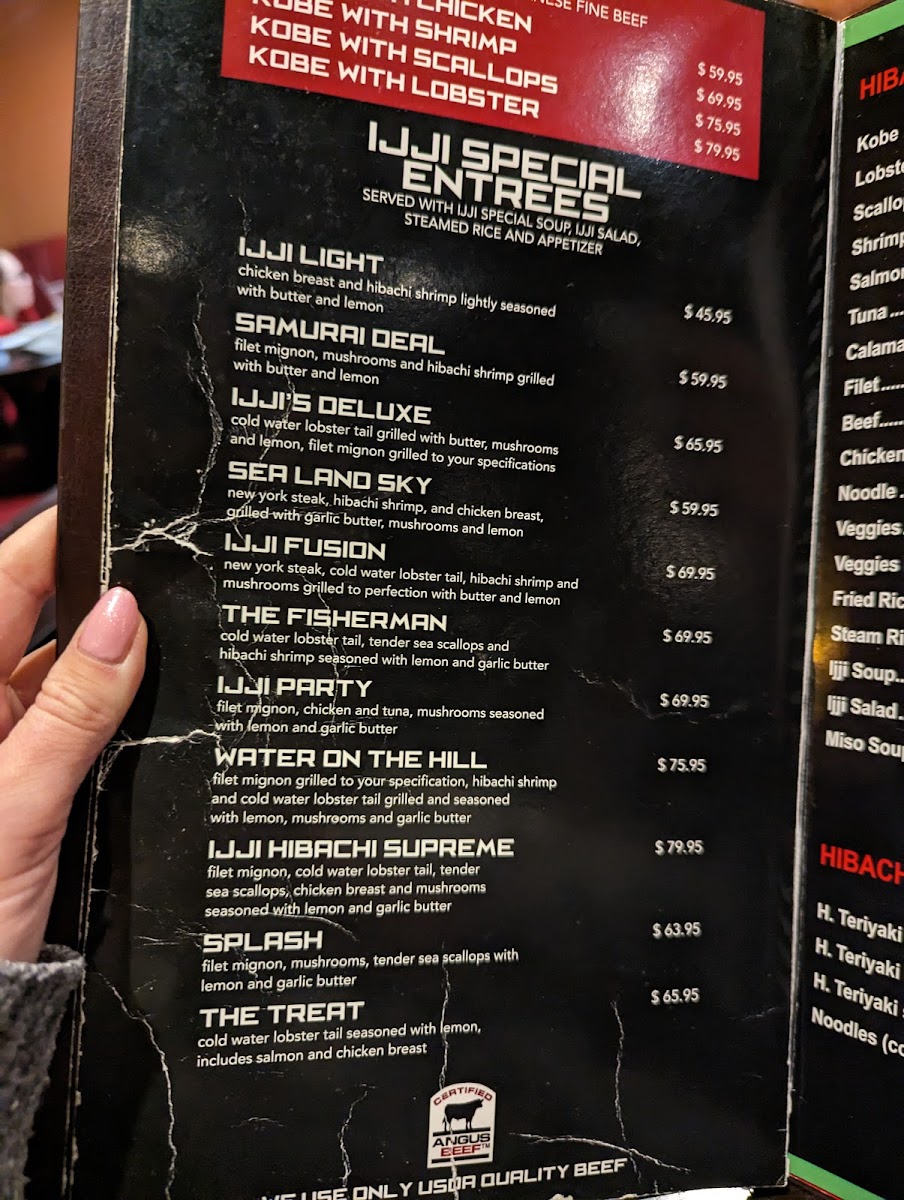 CHICKEN
FINE BEEF
KOBE WITH SHRIMP
$ 59.95
KOBE WITH SCALLOPS
$ 69.95
KOBE WITH LOBSTER
$ 75.95
$ 79.95
IJJI SPECIAL
ENTREES
SERVED WITH IJJI SPECIAL SOUP, IJJI SALAD,
STEAMED RICE AND APPETIZER
IJJI LIGHT
chicken breast and hibachi shrimp lightly seasoned
with butter and lemon
$ 45.95
SAMURAI DEAL
filet mignon, mushrooms and hibachi shrimp grilled
with butter and lemon
$ 59.95
IJJI'S DELUXE
cold water lobster tail grilled with butter, mushrooms
and lemon, filet mignon grilled to your specifications
$ 65.95
SEA LAND SKY
new york steak, hibachi shrimp, and chicken breast,
grilled with garlic butter, mushrooms and lemon
$ 59.95
IJJI FUSION
new york steak, cold water lobster tail, hibachi shrimp and
mushrooms grilled to perfection with butter and lemon
$ 69.95
THE FISHERMAN
cold water lobster tail, tender sea scallops and
hibachi shrimp seasoned with lemon and garlic butter
$ 69.95
IJJI PARTY
filet mignon, chicken and tuna, mushrooms seasoned
with lemon and garlic butter
$ 69.95
WATER ON THE HILL
filet mignon grilled to your specification, hibachi shrimp
and cold water lobster tail grilled and seasoned
with lemon, mushrooms and garlic butter
$ 75.95
IJJI HIBACHI SUPREME
filet mignon, cold water lobster tail, tender
sea scallops, chicken breast and mushrooms
seasoned with lemon and garlic butter
$ 79.95
SPLASH
filet mignon, mushrooms, tender sea scallops with
lemon and garlic butter
$ 63.95
THE TREAT
cold water lobster tail seasoned with lemon,
includes salmon and chicken breast
$ 65.95
CERTIFIED
ANGUS
BEEF™
WE USE ONLY USDA QUALITY BEEF
Kobe
Shrimp
Tuna...
Filet.....
Beef.....
Chicken
Noodle.
Veggies.
Veggies
Fried
Steam
Ijji Soup..
Ijji Salad.
Miso
H. Teriyaki
H. Teriyaki
H. Teriyaki
Noodles